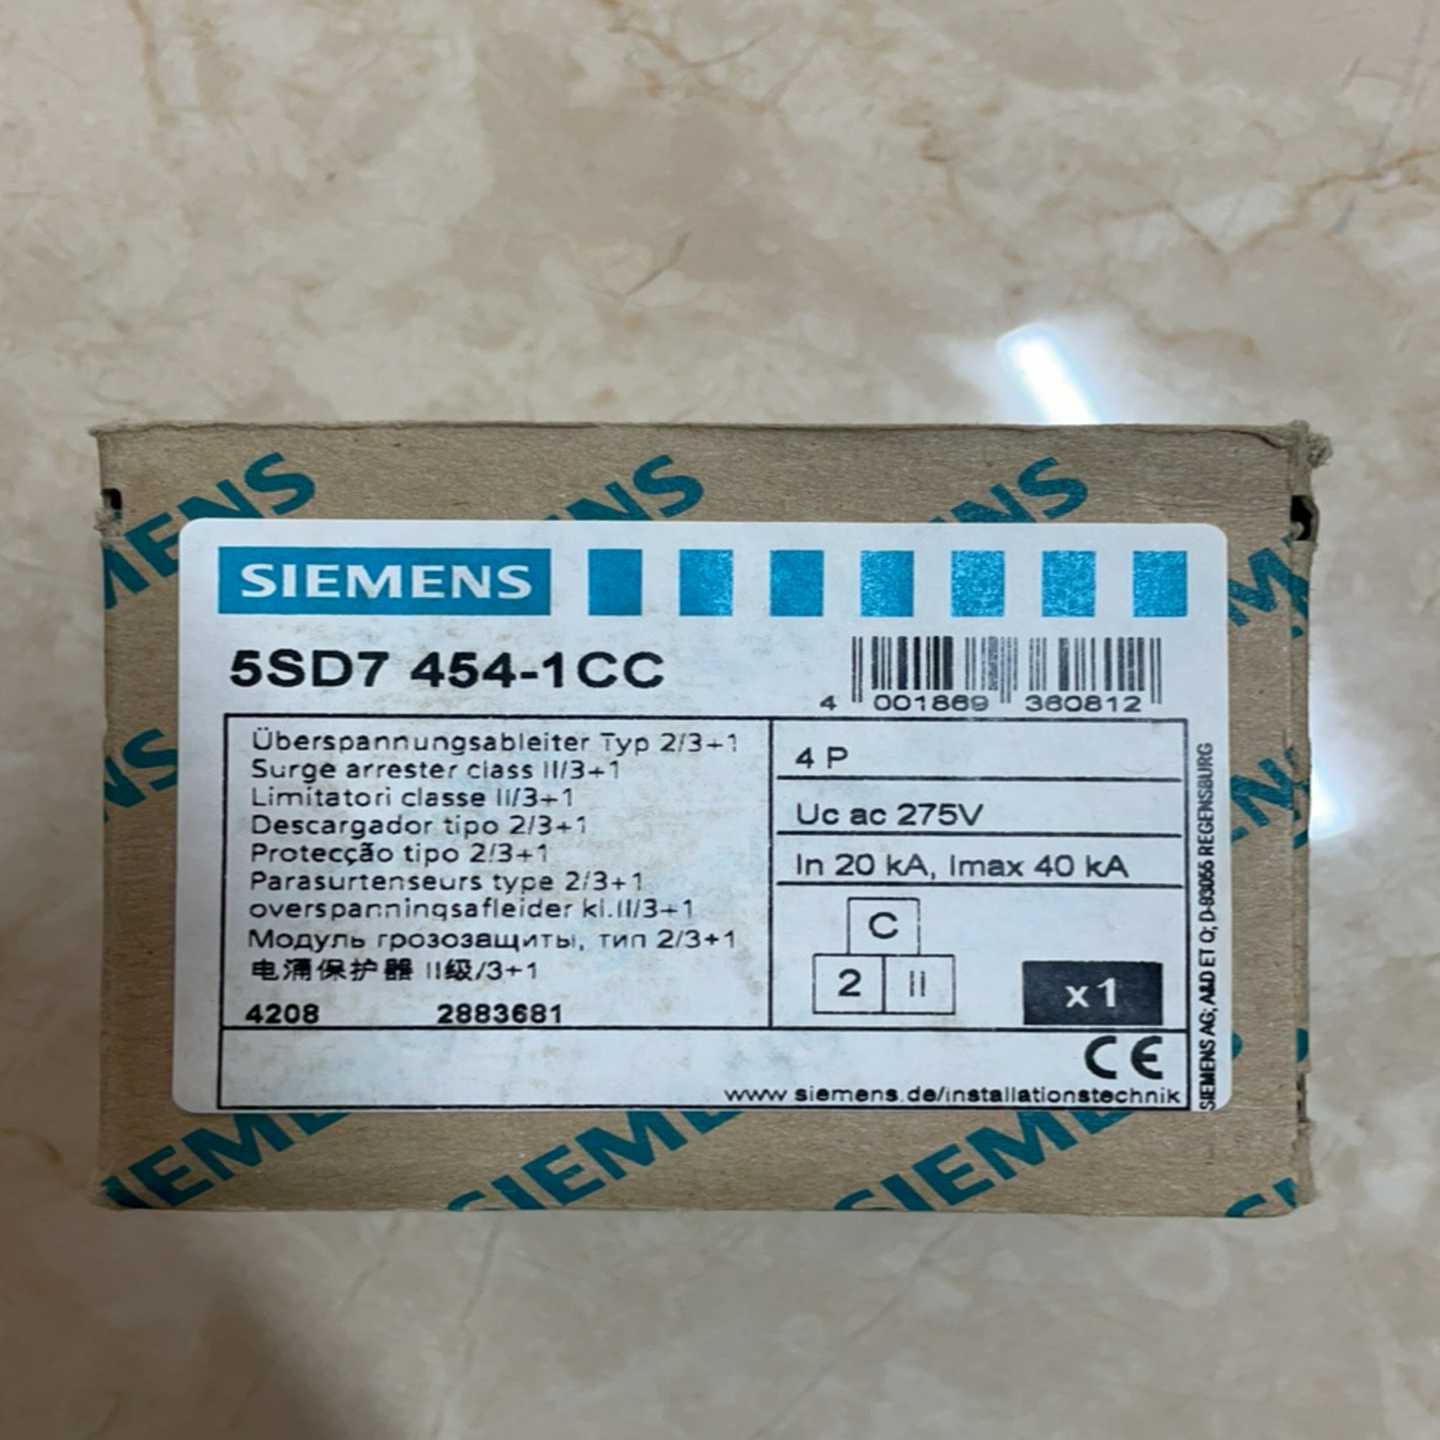 SIEMENS
5SD7 454-1CC
4 001869 360812
Überspannungsableiter Typ 2/3+1
Surge arrester class II/3+1
Limitatori classe II/3+1
Descargador tipo 2/3+1
Protecção tipo 2/3+1
Parasurtenseurs type 2/3+1
overspanningsafleider kl.II/3+1
Модуль грозозащиты, тип 2/3+1
电涌保护器 II级/3+1
4208 2883681
4 P
Uc ac 275V
In 20 kA, Imax 40 kA
C
2 II
x1
CE
www.siemens.de/installationstechnik
SIEMENS AG; A&D ET O; D-93055 REGENSBURG